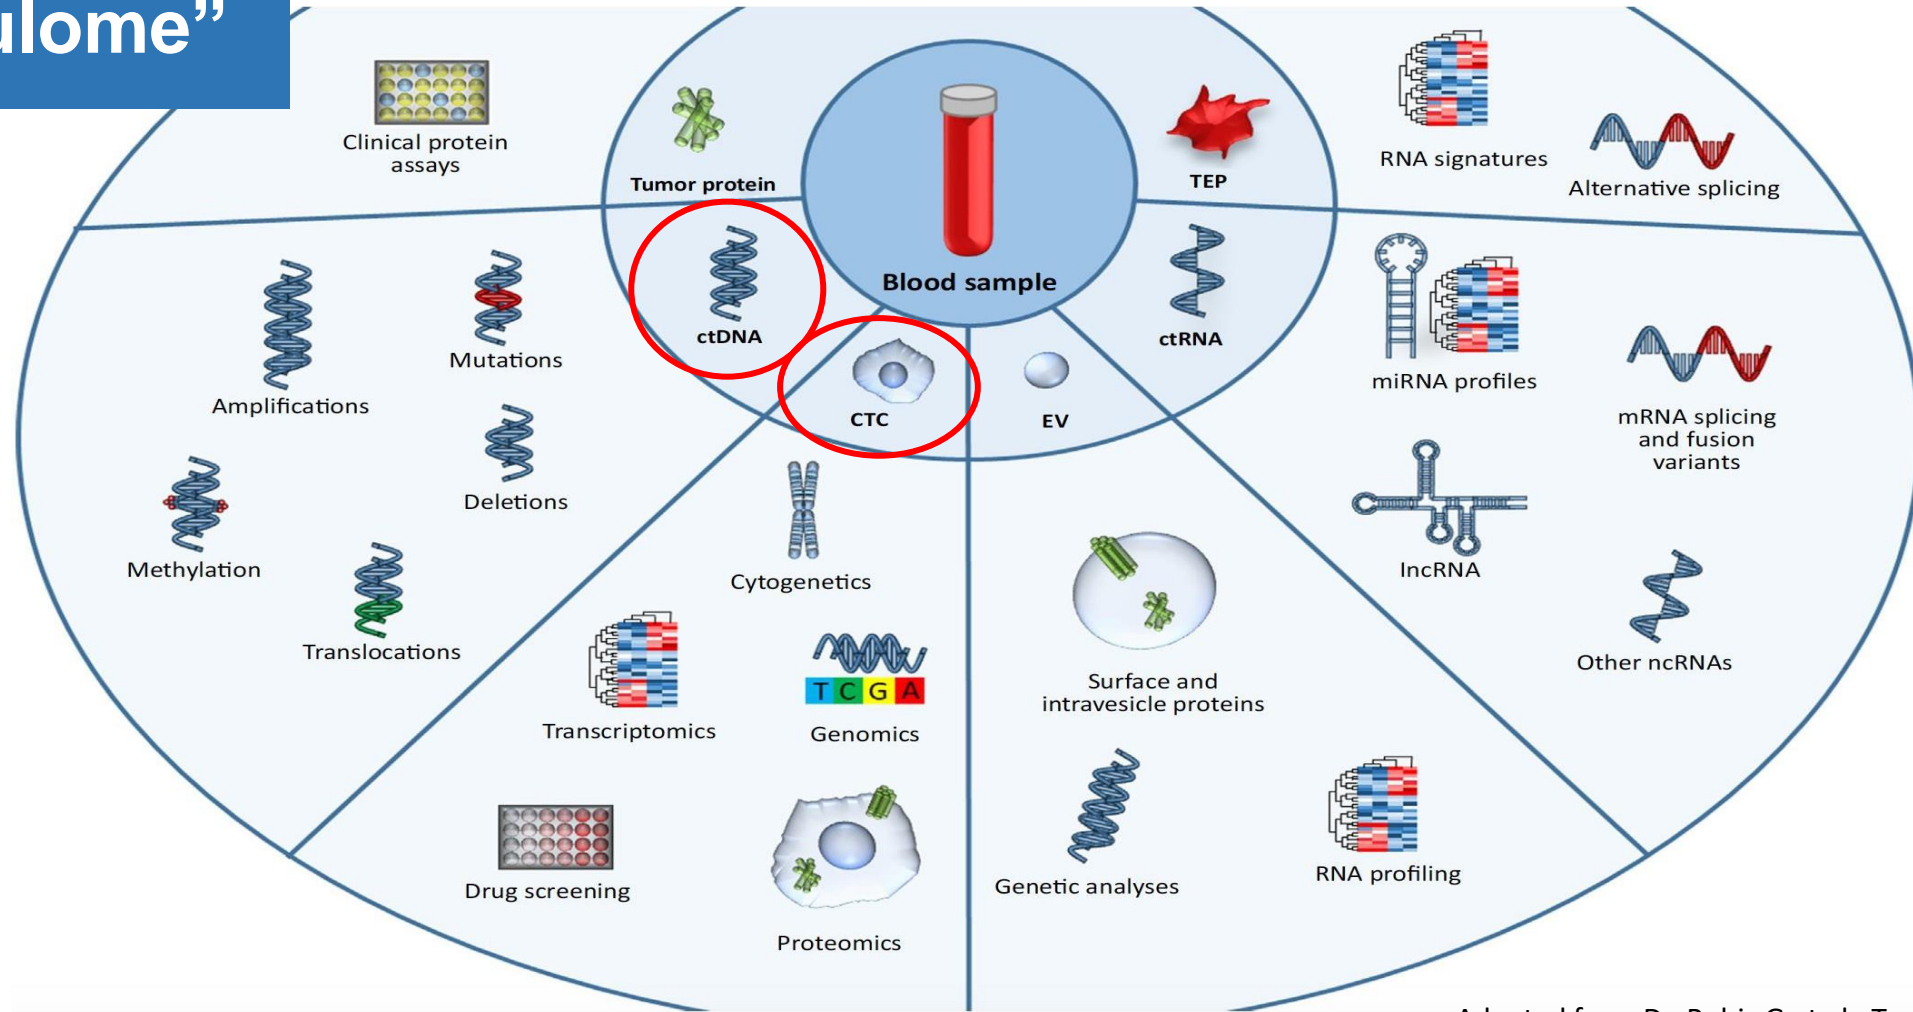 ulome”
Clinical protein
assays
Tumor protein
TEP
RNA signatures
Alternative splicing
Blood sample
ctDNA
ctRNA
CTC
EV
Amplifications
Mutations
Deletions
Methylation
Translocations
miRNA profiles
mRNA splicing
and fusion
variants
lncRNA
Other ncRNAs
Cytogenetics
Transcriptomics
T C G A
Genomics
Drug screening
Proteomics
Surface and
intravesicle proteins
Genetic analyses
RNA profiling